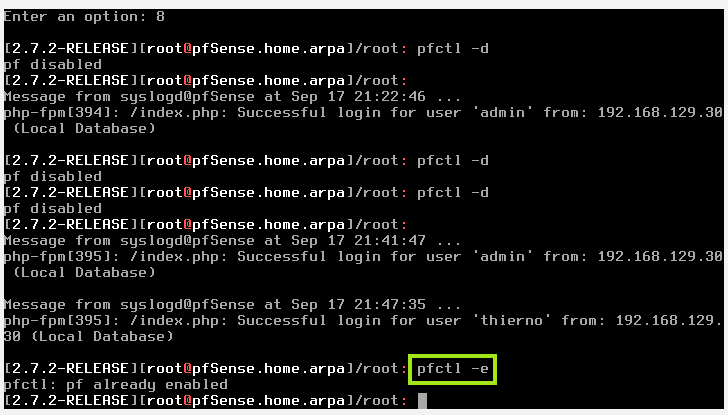 Enter an option: 8
[2.7.2-RELEASE][root@pfSense.home.arpa]/root: pfctl -d
pf disabled
[2.7.2-RELEASE][root@pfSense.home.arpa]/root:
Message from syslogd@pfSense at Sep 17 21:22:46 ...
php-fpm[394]: /index.php: Successful login for user 'admin' from: 192.168.129.30
 (Local Database)
[2.7.2-RELEASE][root@pfSense.home.arpa]/root: pfctl -d
pf disabled
[2.7.2-RELEASE][root@pfSense.home.arpa]/root: pfctl -d
pf disabled
[2.7.2-RELEASE][root@pfSense.home.arpa]/root:
Message from syslogd@pfSense at Sep 17 21:41:47 ...
php-fpm[395]: /index.php: Successful login for user 'admin' from: 192.168.129.30
 (Local Database)
Message from syslogd@pfSense at Sep 17 21:47:35 ...
php-fpm[395]: /index.php: Successful login for user 'thierno' from: 192.168.129.
30 (Local Database)
[2.7.2-RELEASE][root@pfSense.home.arpa]/root: pfctl -e
pfctl: pf already enabled
[2.7.2-RELEASE][root@pfSense.home.arpa]/root: